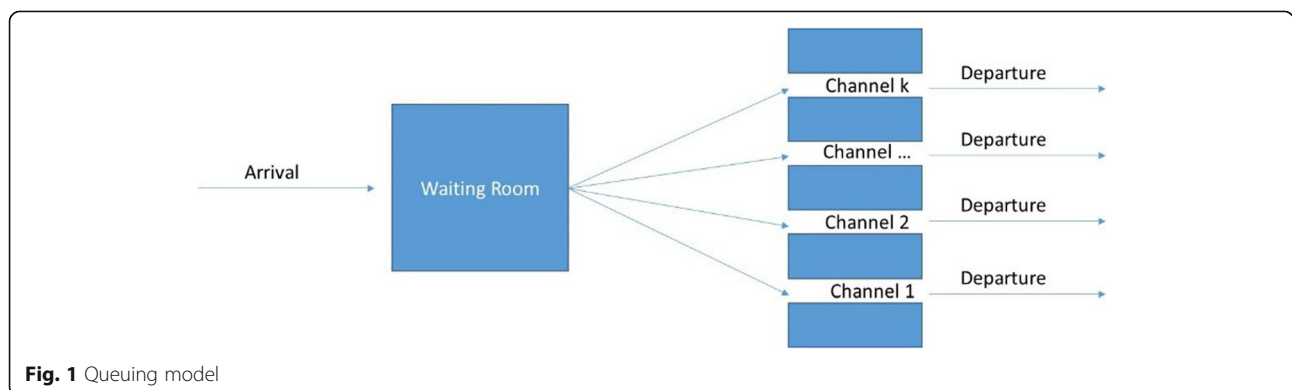 Departure
Channel k
Departure
Channel ...
Arrival
Waiting Room
Departure
Channel 2
Departure
Channel 1
Fig. 1 Queuing model